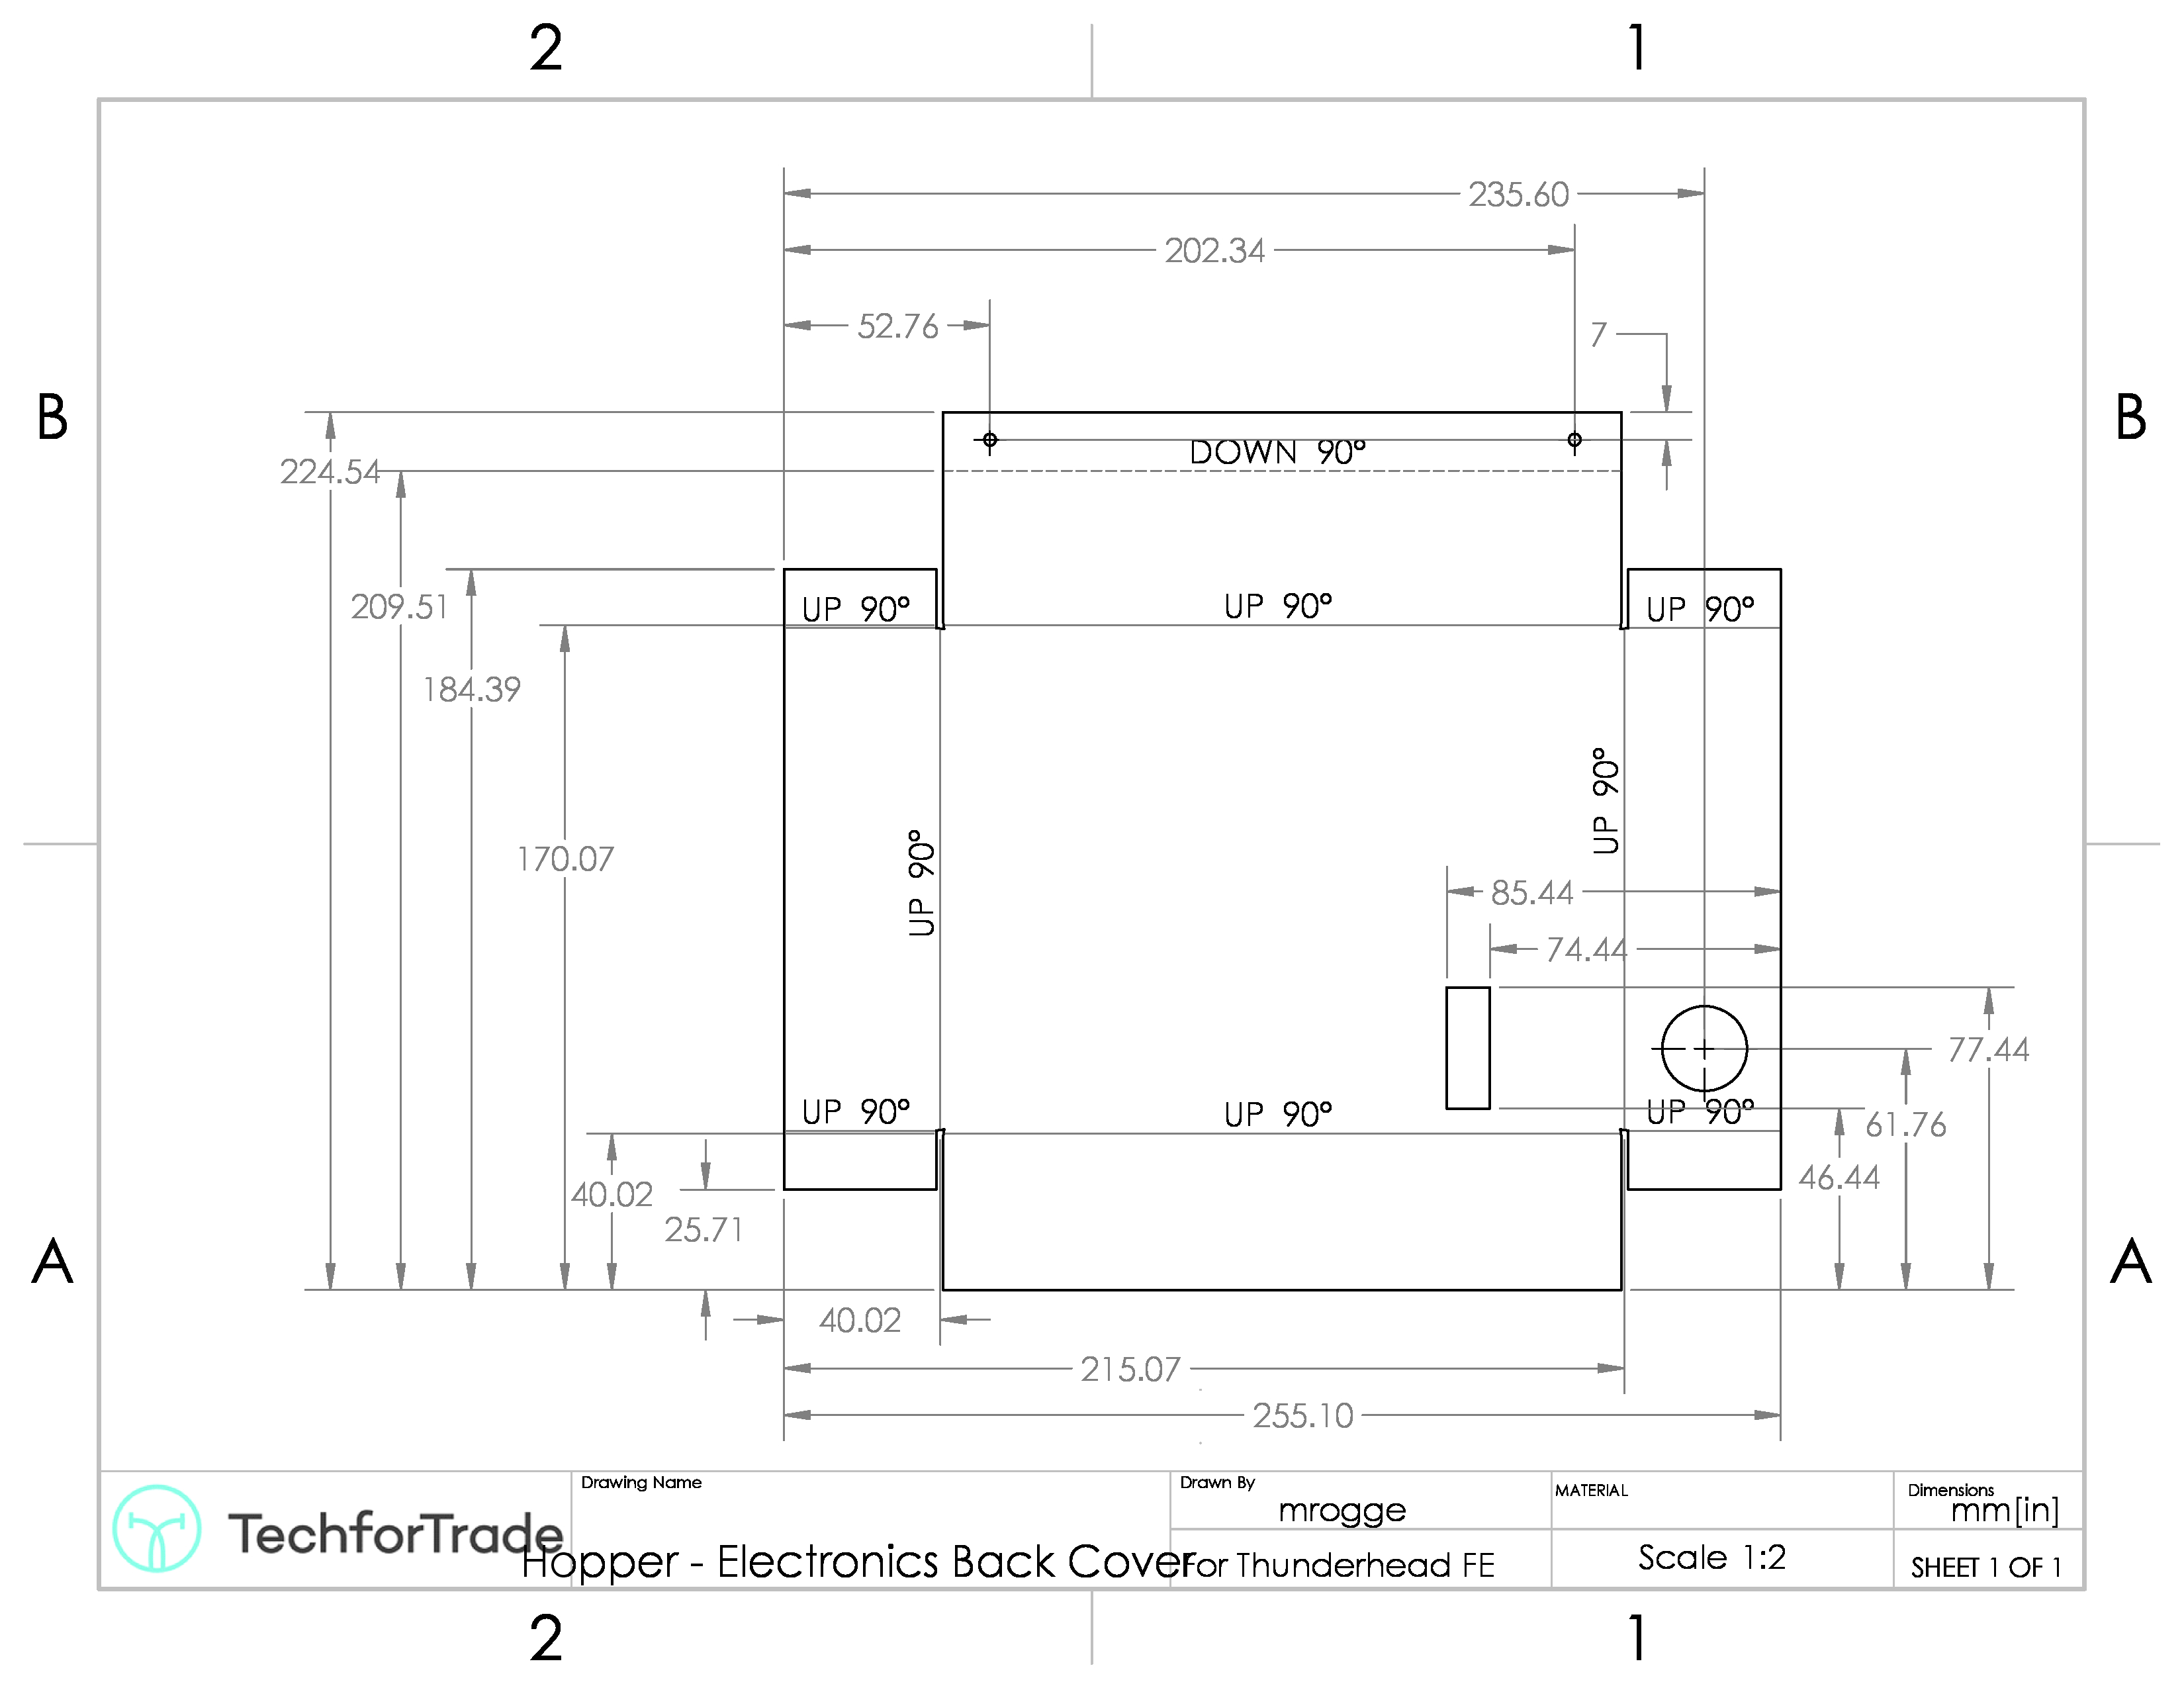 2
1
235.60
202.34
52.76
7
B
B
DOWN 90°
224.54
209.51
UP 90°
UP 90°
UP 90°
184.39
UP 90°
170.07
UP 90°
85.44
74.44
77.44
UP 90°
UP 90°
UP 90°
61.76
46.44
40.02
25.71
A
A
40.02
215.07
255.10
TechforTrade
Drawing Name
Hopper - Electronics Back Cover
Drawn By
mrogge
For Thunderhead FE
MATERIAL
Scale 1:2
Dimensions
mm[in]
SHEET 1 OF 1
2
1